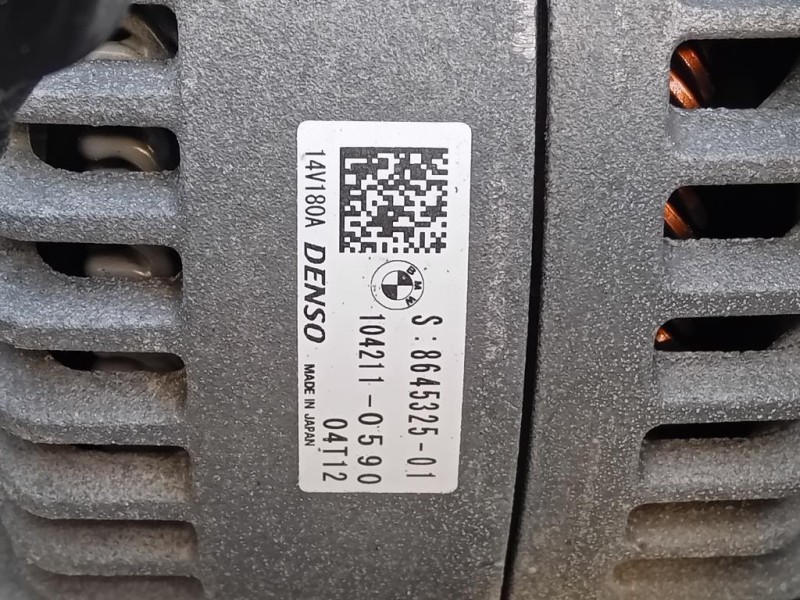 BMW
S:8645325-01
104211-0590
04T12
14V180A DENSO MADE IN JAPAN